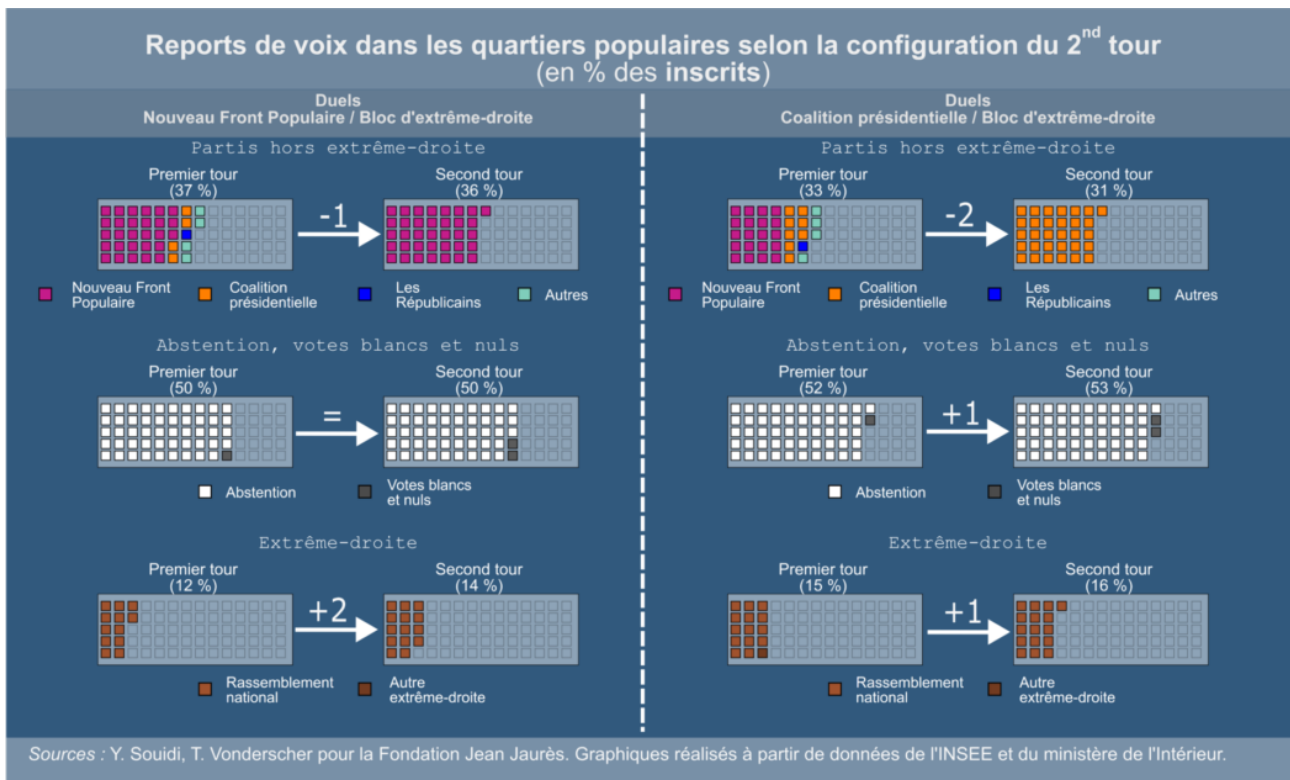 Reports de voix dans les quartiers populaires selon la configuration du 2nd tour
(en % des inscrits)
Duels
Nouveau Front Populaire / Bloc d'extrême-droite
Partis hors extrême-droite
Premier tour
(37 %)
-1
Second tour
(36 %)
Nouveau Front
Populaire
Coalition
présidentielle
Les
Républicains
Autres
Abstention, votes blancs et nuls
Premier tour
(50 %)
=
Second tour
(50 %)
Abstention
Votes blancs
et nuls
Extrême-droite
Premier tour
(12 %)
+2
Second tour
(14 %)
Rassemblement
national
Autre
extrême-droite
Duels
Coalition présidentielle / Bloc d'extrême-droite
Partis hors extrême-droite
Premier tour
(33 %)
-2
Second tour
(31 %)
Nouveau Front
Populaire
Coalition
présidentielle
Les
Républicains
Autres
Abstention, votes blancs et nuls
Premier tour
(52 %)
+1
Second tour
(53 %)
Abstention
Votes blancs
et nuls
Extrême-droite
Premier tour
(15 %)
+1
Second tour
(16 %)
Rassemblement
national
Autre
extrême-droite
Sources : Y. Souidi, T. Vonderscher pour la Fondation Jean Jaurès. Graphiques réalisés à partir de données de l'INSEE et du ministère de l'Intérieur.